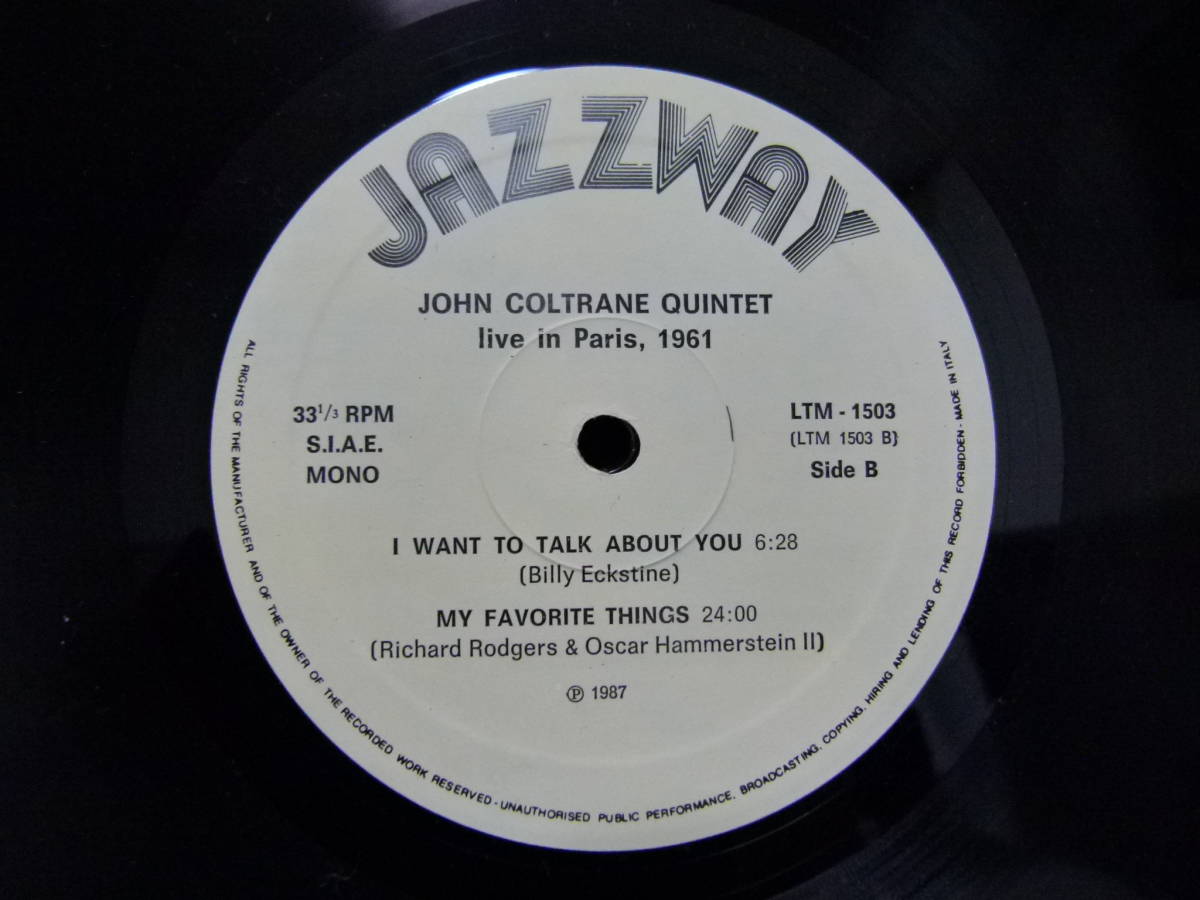 JAZZWAY
JOHN COLTRANE QUINTET
live in Paris, 1961
33 1/3 RPM
S.I.A.E.
MONO
LTM - 1503
(LTM 1503 B)
Side B
I WANT TO TALK ABOUT YOU 6:28
(Billy Eckstine)
MY FAVORITE THINGS 24:00
(Richard Rodgers & Oscar Hammerstein II)
℗ 1987
ALL RIGHTS OF THE MANUFACTURER AND OF THE OWNER OF THE RECORDED WORK RESERVED - UNAUTHORISED PUBLIC PERFORMANCE, BROADCASTING, COPYING, HIRING AND LENDING OF THIS RECORD FORBIDDEN - MADE IN ITALY